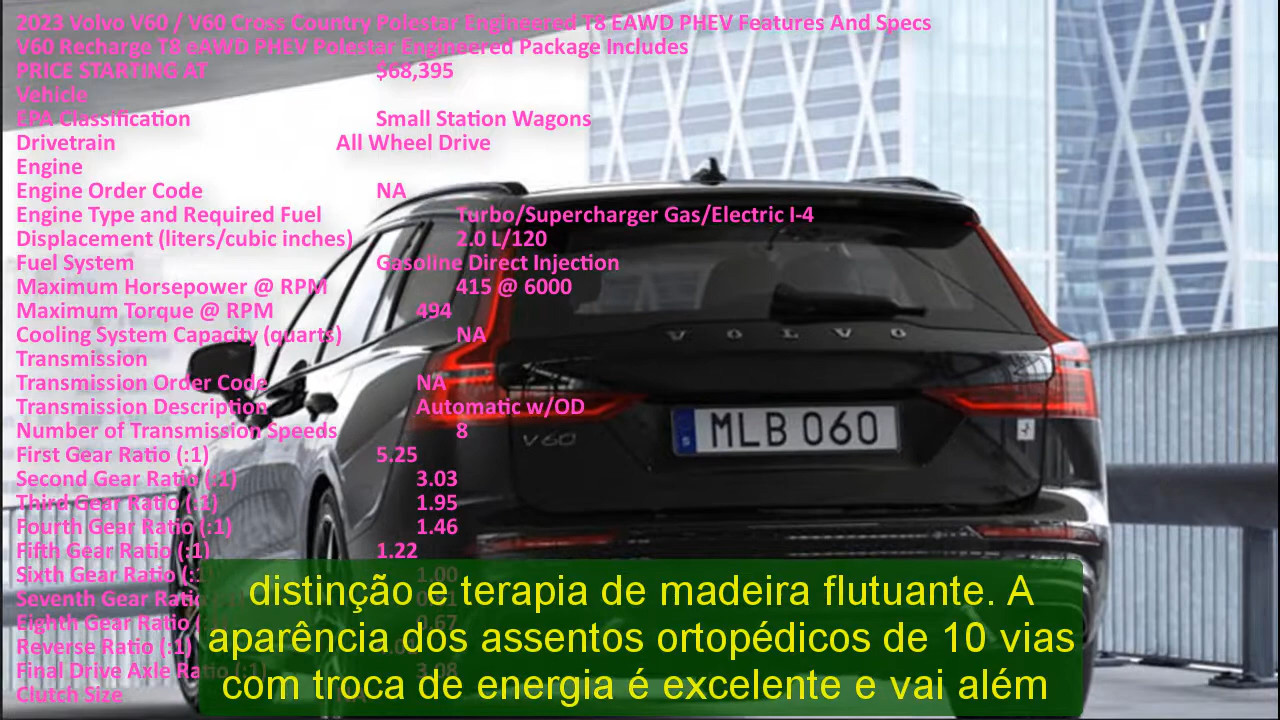 2023 Volvo V60 / V60 Cross Country Polestar Engineered T8 EAWD PHEV Features And Specs
V60 Recharge T8 eAWD PHEV Polestar Engineered Package Includes
PRICE STARTING AT $68,395
Vehicle
EPA Classification Small Station Wagons
Drivetrain All Wheel Drive
Engine
Engine Order Code NA
Engine Type and Required Fuel Turbo/Supercharger Gas/Electric I-4
Displacement (liters/cubic inches) 2.0 L/120
Fuel System Gasoline Direct Injection
Maximum Horsepower @ RPM 415 @ 6000
Maximum Torque @ RPM 494
Cooling System Capacity (quarts) NA
Transmission
Transmission Order Code NA
Transmission Description Automatic w/OD
Number of Transmission Speeds 8
First Gear Ratio (:1) 5.25
Second Gear Ratio (:1) 3.03
Third Gear Ratio (:1) 1.95
Fourth Gear Ratio (:1) 1.46
Fifth Gear Ratio (:1) 1.22
Sixth Gear Ratio (:1) 1.00
Seventh Gear Ratio
Eighth Gear Ratio
Reverse Ratio (:1)
Final Drive Axle Ratio (:1) 3.08
Clutch Size
VOLVO
V60
S MLB 060
distinção e terapia de madeira flutuante. A
aparência dos assentos ortopédicos de 10 vias
com troca de energia é excelente e vai além